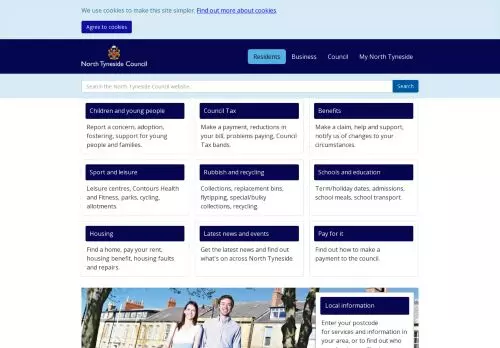 We use cookies to make this site simpler. Find out more about cookies.
Agree to cookies
North Tyneside Council
Residents Business Council My North Tyneside
Search the North Tyneside Council website
Search
Children and young people
Report a concern, adoption,
fostering, support for young
people and families.
Council Tax
Make a payment, reductions in
your bill, problems paying, Council
Tax bands.
Benefits
Make a claim, help and support,
notify us of changes to your
circumstances.
Sport and leisure
Leisure centres, Contours Health
and Fitness, parks, cycling,
allotments.
Rubbish and recycling
Collections, replacement bins,
flytipping, special/bulky
collections, recycling.
Schools and education
Term/holiday dates, admissions,
school meals, school transport.
Housing
Find a home, pay your rent,
housing benefit, housing faults
and repairs.
Latest news and events
Get the latest news and find out
what's on across North Tyneside.
Pay for it
Find out how to make a
payment to the council.
Local information
Enter your postcode
for services and information in
your area, or to find out who